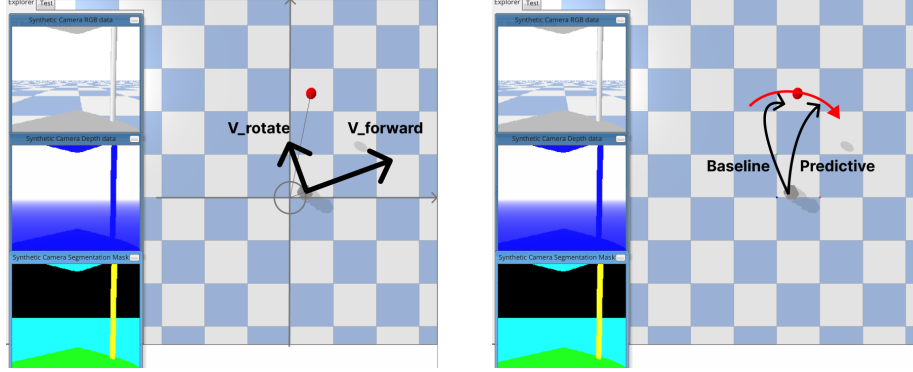 Explorer Test
Synthetic Camera RGB data
Synthetic Camera Depth data
Synthetic Camera Segmentation Mask
V_rotate
V_forward
Explorer Test
Synthetic Camera RGB data
Synthetic Camera Depth data
Synthetic Camera Segmentation Mask
Baseline
Predictive